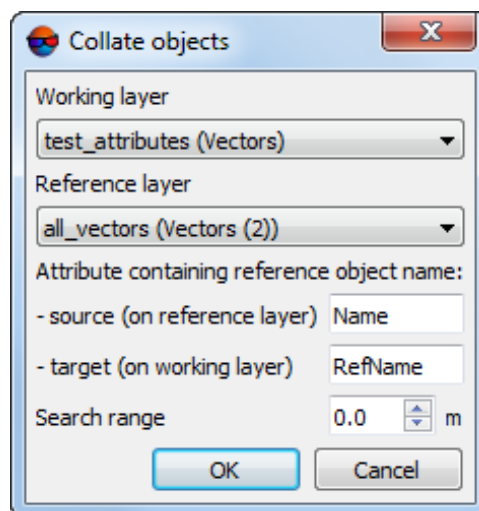 Collate objects
Working layer
test_attributes (Vectors)
Reference layer
all_vectors (Vectors (2))
Attribute containing reference object name:
- source (on reference layer) Name
- target (on working layer) RefName
Search range 0.0 m
OK Cancel